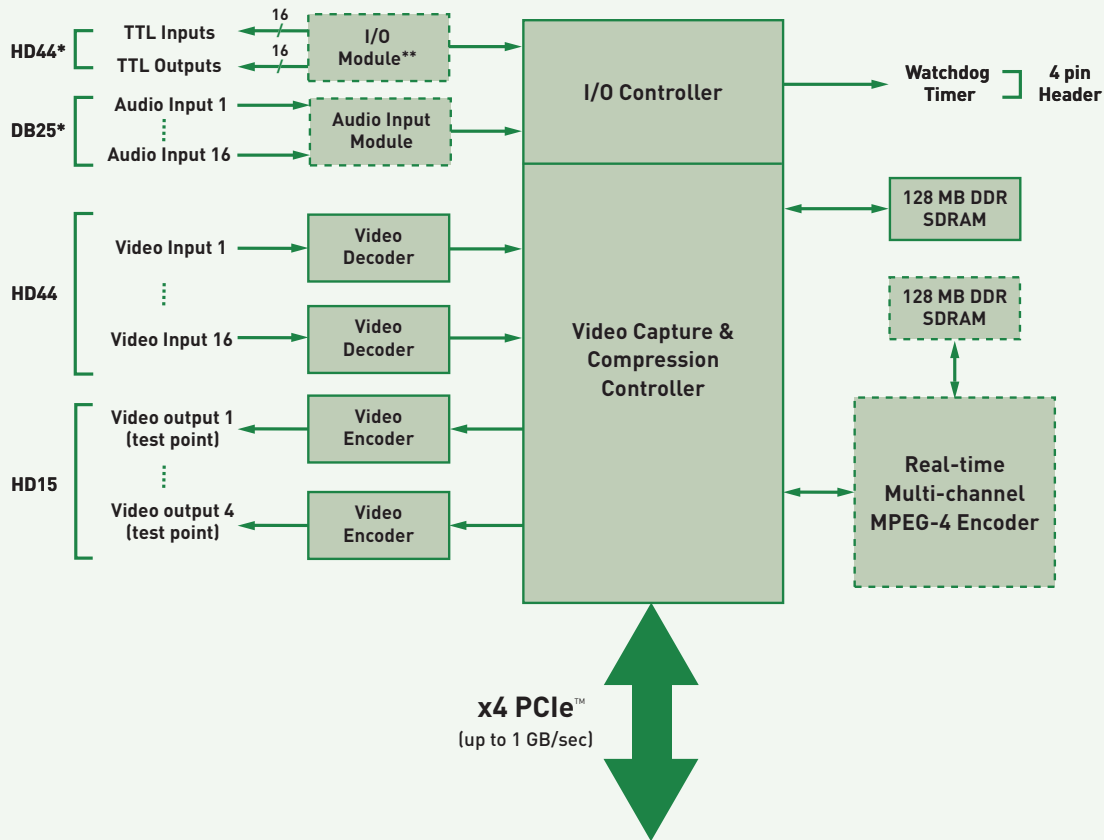 HD44*
TTL Inputs
16
TTL Outputs
16
I/O
Module**
DB25*
Audio Input 1
Audio Input 16
Audio Input
Module
I/O Controller
Watchdog
Timer
4 pin
Header
HD44
Video Input 1
Video
Decoder
Video Input 16
Video
Decoder
HD15
Video output 1
(test point)
Video
Encoder
Video output 4
(test point)
Video
Encoder
Video Capture &
Compression
Controller
128 MB DDR
SDRAM
128 MB DDR
SDRAM
Real-time
Multi-channel
MPEG-4 Encoder
x4 PCIe™
(up to 1 GB/sec)